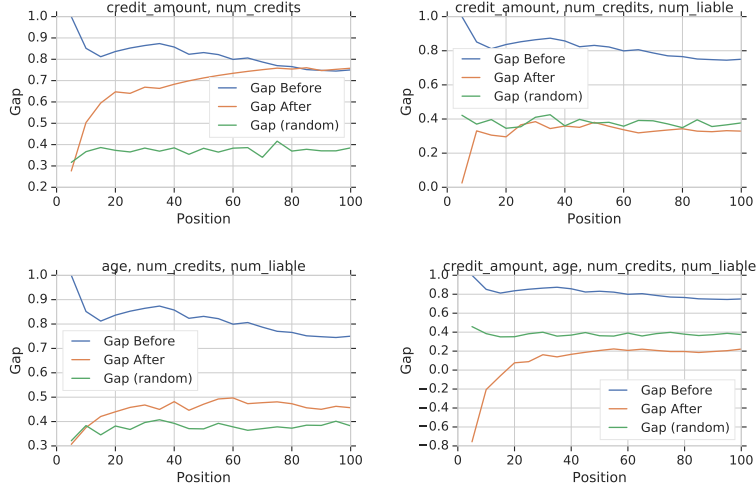 credit_amount, num_credits
1.0
0.9
0.8
0.7
0.6
0.5
0.4
0.3
0.2
Gap
Gap Before
Gap After
Gap (random)
0 20 40 60 80 100
Position
credit_amount, num_credits, num_liable
1.0
0.8
0.6
0.4
0.2
0.0
Gap
Gap Before
Gap After
Gap (random)
0 20 40 60 80 100
Position
age, num_credits, num_liable
1.0
0.9
0.8
0.7
0.6
0.5
0.4
0.3
Gap
Gap Before
Gap After
Gap (random)
0 20 40 60 80 100
Position
credit_amount, age, num_credits, num_liable
1.0
0.8
0.6
0.4
0.2
0.0
−0.2
−0.4
−0.6
−0.8
Gap
Gap Before
Gap After
Gap (random)
0 20 40 60 80 100
Position